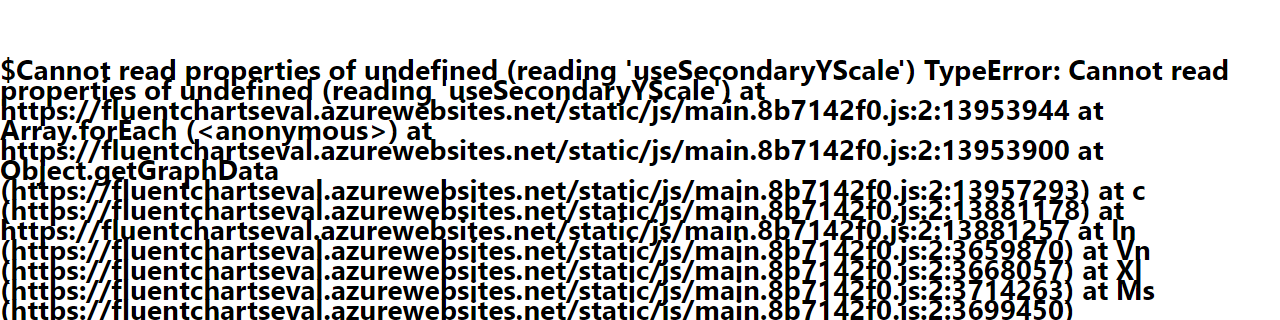 $Cannot read properties of undefined (reading 'useSecondaryYScale') TypeError: Cannot read
properties of undefined (reading 'useSecondaryYScale') at
https://fluentchartseval.azurewebsites.net/static/js/main.8b7142f0.js:2:13953944 at
Array.forEach (<anonymous>) at
https://fluentchartseval.azurewebsites.net/static/js/main.8b7142f0.js:2:13953900 at
Object.getGraphData
(https://fluentchartseval.azurewebsites.net/static/js/main.8b7142f0.js:2:13957293) at c
(https://fluentchartseval.azurewebsites.net/static/js/main.8b7142f0.js:2:13881178) at
https://fluentchartseval.azurewebsites.net/static/js/main.8b7142f0.js:2:13881257 at ln
(https://fluentchartseval.azurewebsites.net/static/js/main.8b7142f0.js:2:3659870) at Vn
(https://fluentchartseval.azurewebsites.net/static/js/main.8b7142f0.js:2:3668057) at Xl
(https://fluentchartseval.azurewebsites.net/static/js/main.8b7142f0.js:2:3714263) at Ms
(https://fluentchartseval.azurewebsites.net/static/js/main.8b7142f0.js:2:3699450)